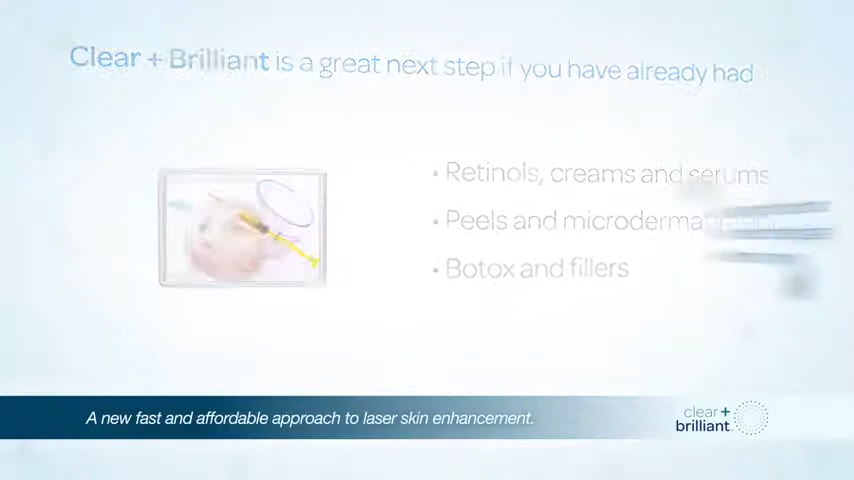 Clear + Brilliant is a great next step if you have already had
• Retinols, creams and serums
• Peels and microderma
• Botox and fillers
A new fast and affordable approach to laser skin enhancement.
clear +
brilliant